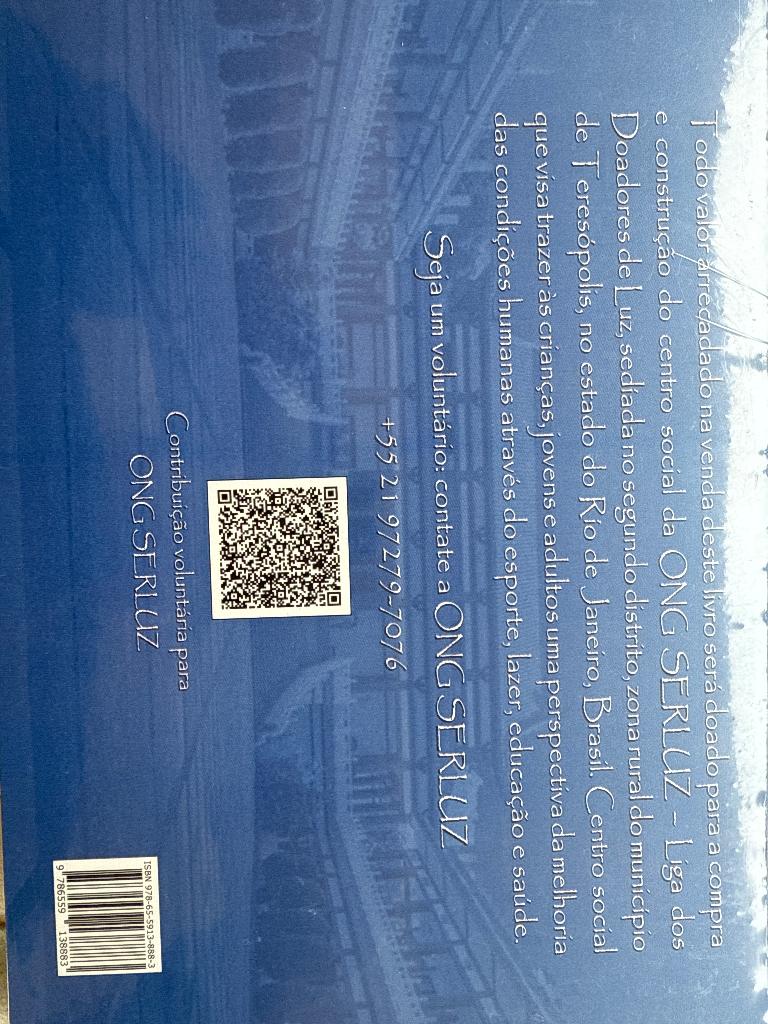 Todo valor arrecadado na venda deste livro será doado para a compra
e construção do centro social da ONG SERLUZ - Liga dos
Doadores de Luz, sediada no segundo distrito, zona rural do município
de Teresópolis, no estado do Rio de Janeiro, Brasil. Centro social
que visa trazer às crianças, jovens e adultos uma perspectiva da melhoria
das condições humanas através do esporte, lazer, educação e saúde.
Seja um voluntário: contate a ONG SERLUZ
+55 21 97279-7076
Contribuição voluntária para
ONG SERLUZ
ISBN 978-65-5913-888-3
9 786559 138883